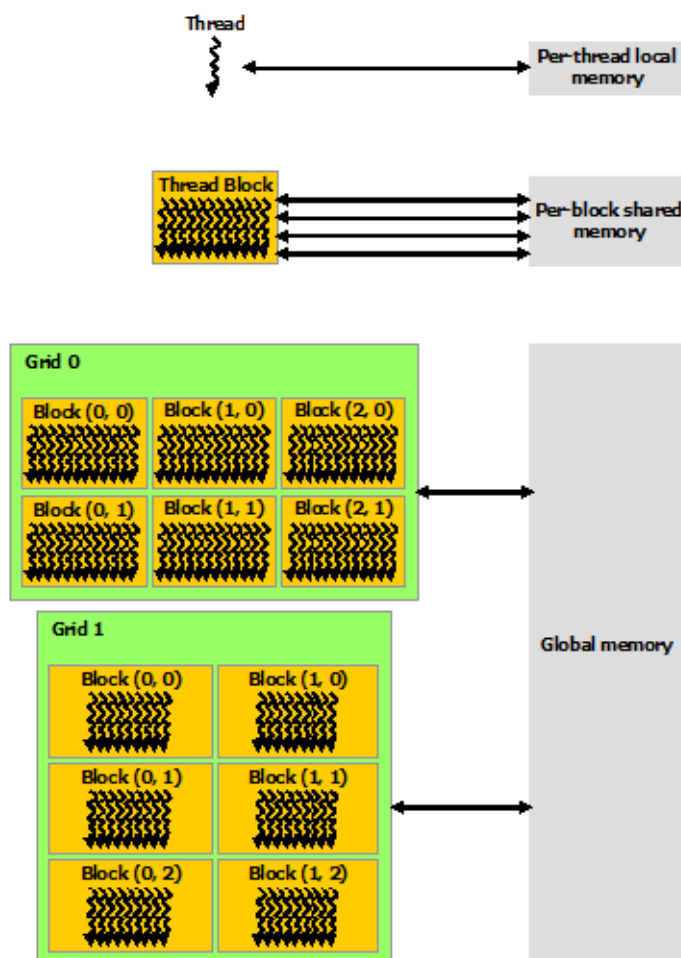 Thread
Per-thread local
memory
Thread Block
Per-block shared
memory
Grid 0
Block (0, 0) Block (1, 0) Block (2, 0)
Block (0, 1) Block (1, 1) Block (2, 1)
Grid 1
Global memory
Block (0, 0) Block (1, 0)
Block (0, 1) Block (1, 1)
Block (0, 2) Block (1, 2)